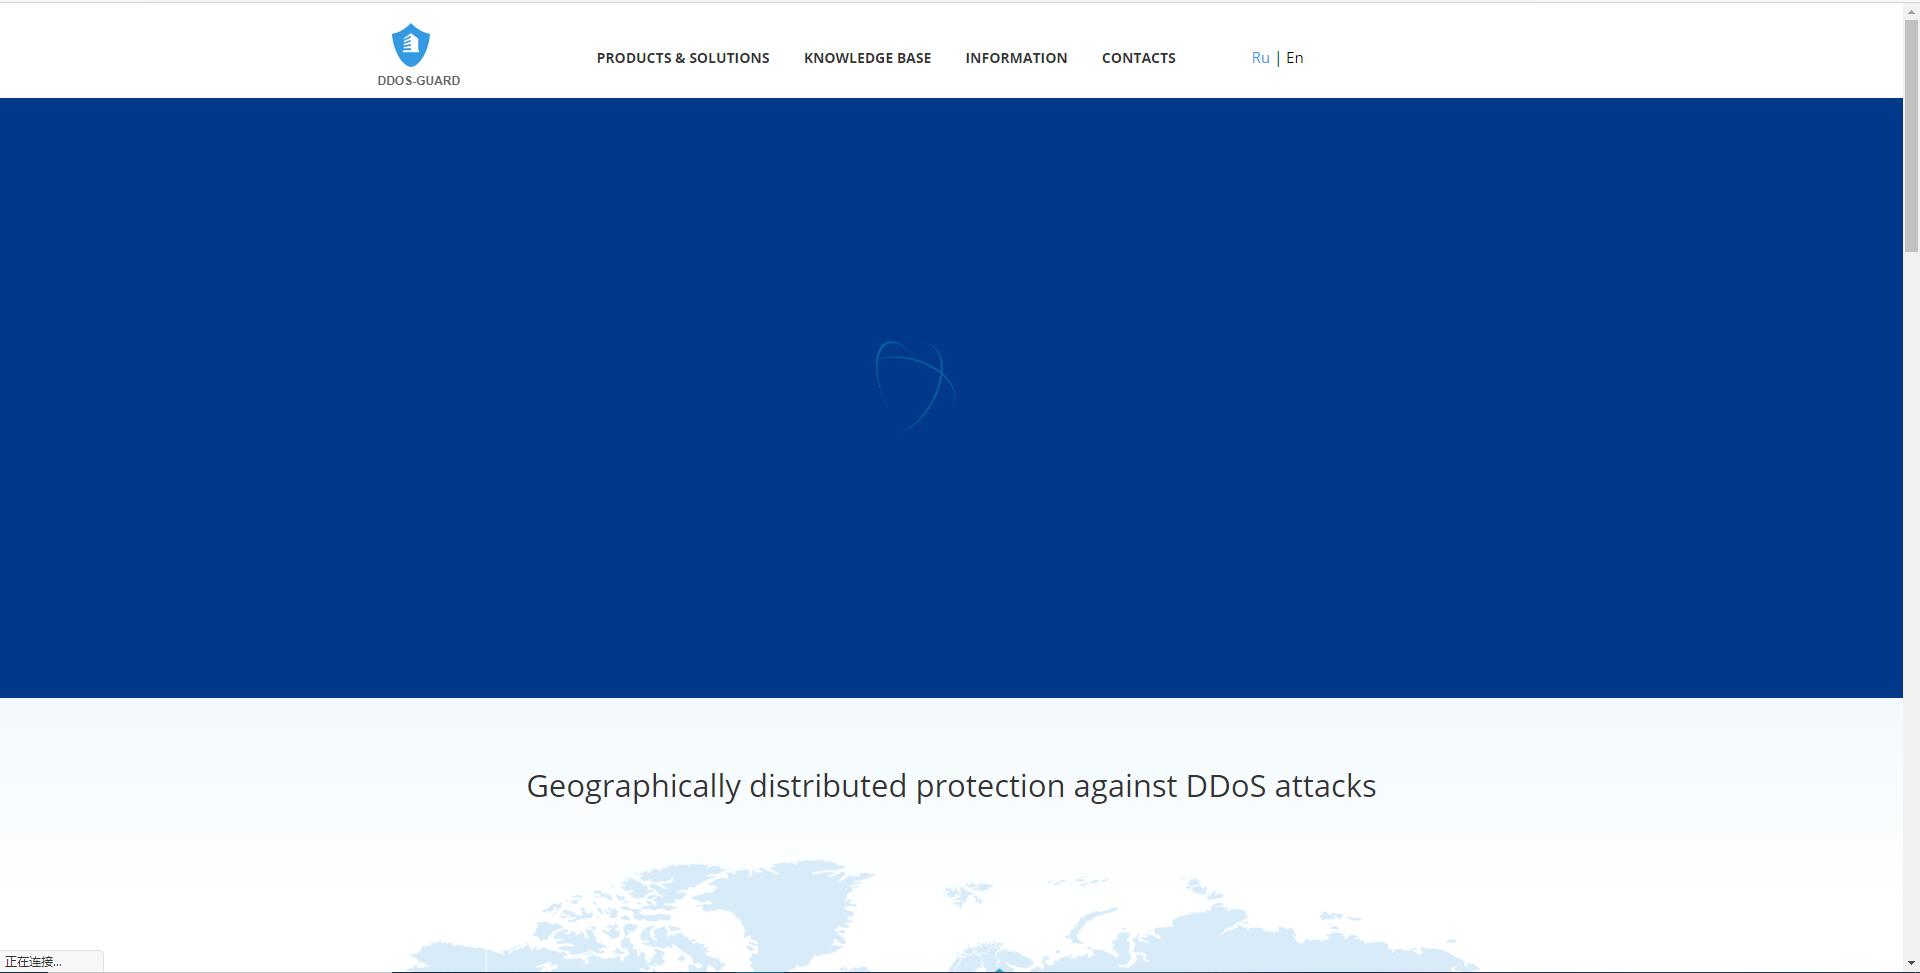 PRODUCTS & SOLUTIONS KNOWLEDGE BASE INFORMATION CONTACTS Ru | En
DDOS-GUARD
Geographically distributed protection against DDoS attacks
正在连接...